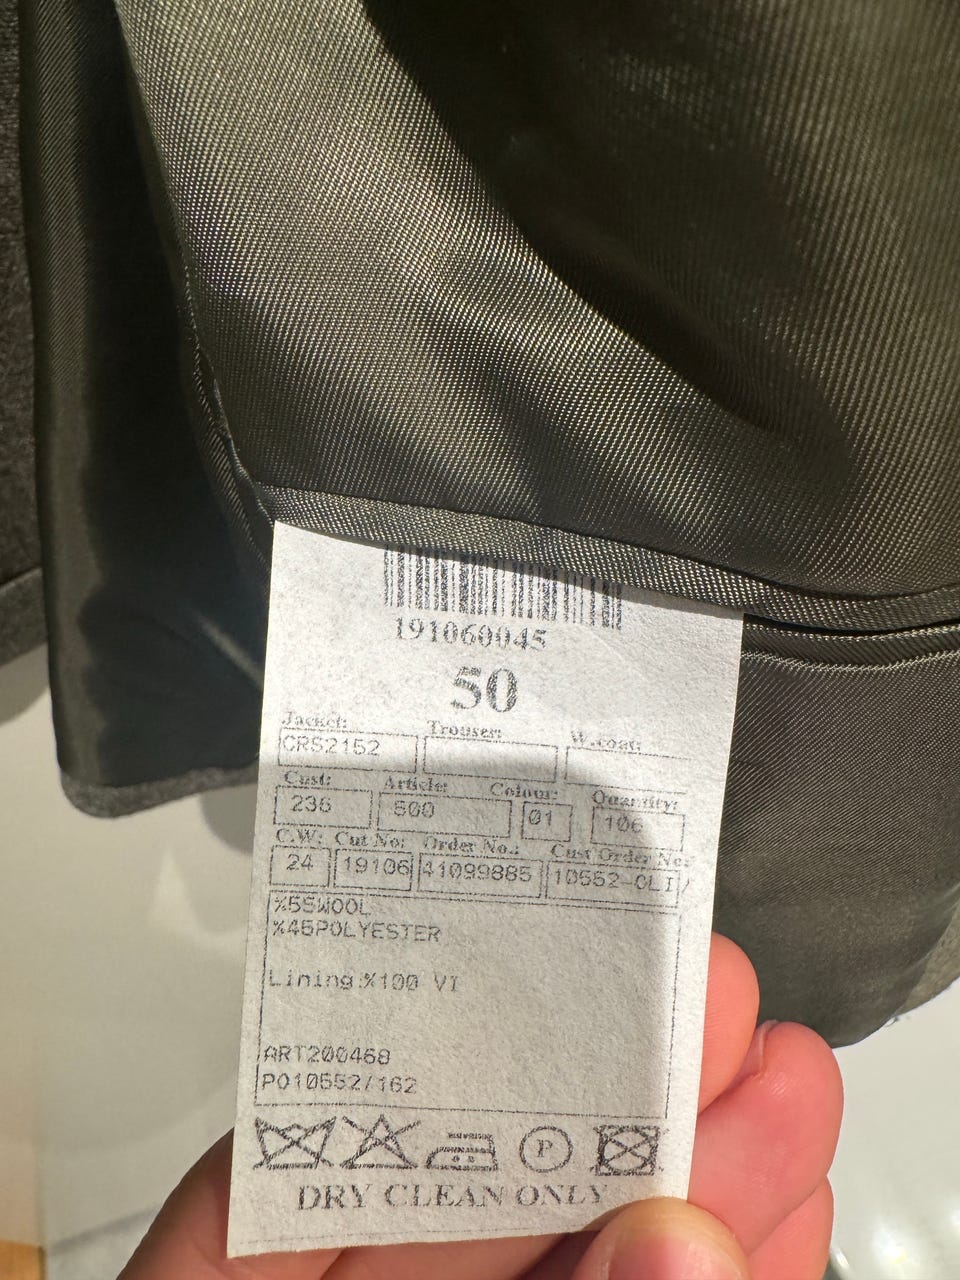 191060045
50
Jacket: Trouser: W.coat:
CRS2152
Cust: Article: Colour: Quantity:
236 500 01 106
C.W: Cut No: Order No.: Cust Order No:
24 19106 41099885 10552-OLI/
%55WOOL
%45POLYESTER
Lining:%100 VI
ART200468
PO10552/162
P
DRY CLEAN ONLY